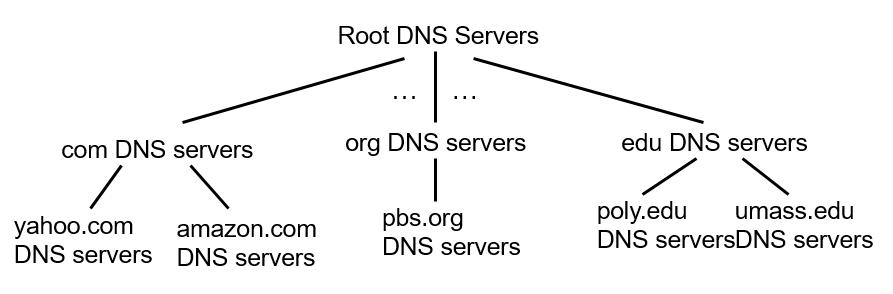 Root DNS Servers
… …
com DNS servers
org DNS servers
edu DNS servers
yahoo.com
DNS servers
amazon.com
DNS servers
pbs.org
DNS servers
poly.edu
DNS servers
umass.edu
DNS servers